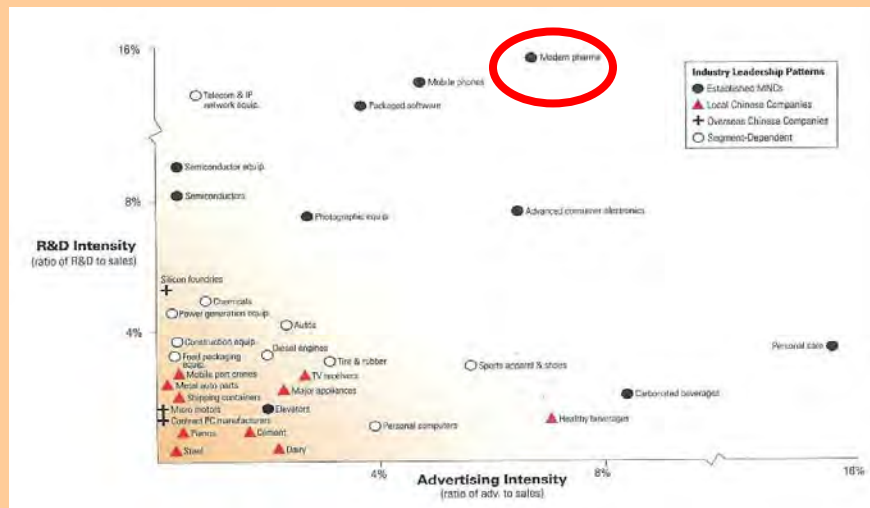 16%
Modern pharma
Mobile phones
Telecom & IP
network equip.
Packaged software
Industry Leadership Patterns
Established MNCs
Local Chinese Companies
Overseas Chinese Companies
Segment-Dependent
Semiconductor equip.
8%
Semiconductors
Photographic equip
Advanced consumer electronics
R&D Intensity
(ratio of R&D to sales)
Silicon foundries
Chemicals
Power generation equip.
Autos
4%
Construction equip.
Diesel engines
Personal care
Food packaging
equip.
Tire & rubber
Sports apparel & shoes
Mobile port cranes
TV receivers
Metal auto parts
Major appliances
Shipping containers
Carbonated beverages
Micro motors
Elevators
Contract PC manufacturers
Healthy beverages
Personal computers
Pianos
Cement
Steel
Dairy
4%
Advertising Intensity
(ratio of adv. to sales)
8%
16%